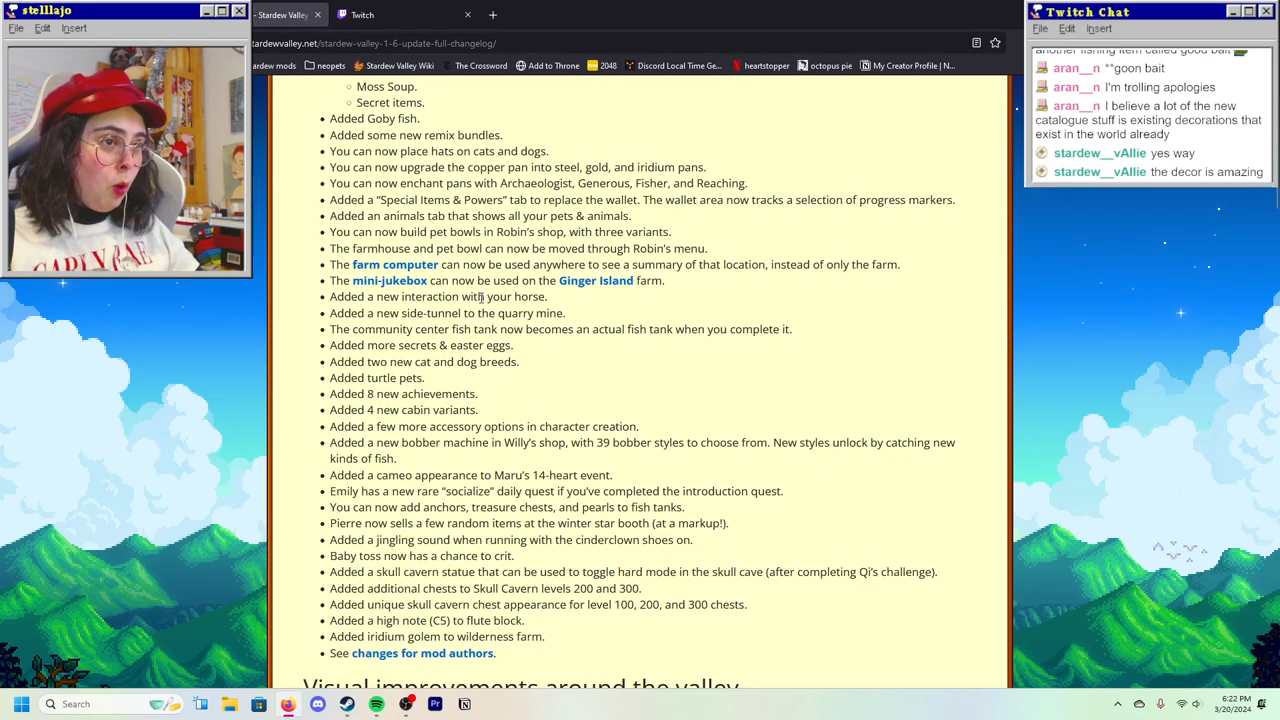 stelllajo
File Edit Insert
- Stardew Valley
Twitch
stardewvalley.net/stardew-valley-1-6-update-full-changelog/
ardew mods
Stardew Valley Wiki
The Crossword
Arabic To Franco
2048
Discord Local Time Ge...
heartstopper
octopus pie
My Creator Profile | N...
Moss Soup.
Secret items.
Added Goby fish.
Added some new remix bundles.
You can now place hats on cats and dogs.
You can now upgrade the copper pan into steel, gold, and iridium pans.
You can now enchant pans with Archaeologist, Generous, Fisher, and Reaching.
Added a “Special Items & Powers” tab to replace the wallet. The wallet area now tracks a selection of progress markers.
Added an animals tab that shows all your pets & animals.
You can now build pet bowls in Robin’s shop, with three variants.
The farmhouse and pet bowl can now be moved through Robin’s menu.
The farm computer can now be used anywhere to see a summary of that location, instead of only the farm.
The mini-jukebox can now be used on the Ginger Island farm.
Added a new interaction with your horse.
Added a new side-tunnel to the quarry mine.
The community center fish tank now becomes an actual fish tank when you complete it.
Added more secrets & easter eggs.
Added two new cat and dog breeds.
Added turtle pets.
Added 8 new achievements.
Added 4 new cabin variants.
Added a few more accessory options in character creation.
Added a new bobber machine in Willy’s shop, with 39 bobber styles to choose from. New styles unlock by catching new
kinds of fish.
Added a cameo appearance to Maru’s 14-heart event.
Emily has a new rare “socialize” daily quest if you’ve completed the introduction quest.
You can now add anchors, treasure chests, and pearls to fish tanks.
Pierre now sells a few random items at the winter star booth (at a markup!).
Added a jingling sound when running with the cinderclown shoes on.
Baby toss now has a chance to crit.
Added a skull cavern statue that can be used to toggle hard mode in the skull cave (after completing Qi’s challenge).
Added additional chests to Skull Cavern levels 200 and 300.
Added unique skull cavern chest appearance for level 100, 200, and 300 chests.
Added a high note (C5) to flute block.
Added iridium golem to wilderness farm.
See changes for mod authors.
Visual improvements around the valley
Twitch Chat
File Edit Insert
another fishing item called good bait
aran__n **goon bait
aran__n I'm trolling apologies
aran__n I believe a lot of the new
catalogue stuff is existing decorations that
exist in the world already
stardew__vAllie yes way
stardew__vAllie the decor is amazing
Search
6:22 PM
3/20/2024